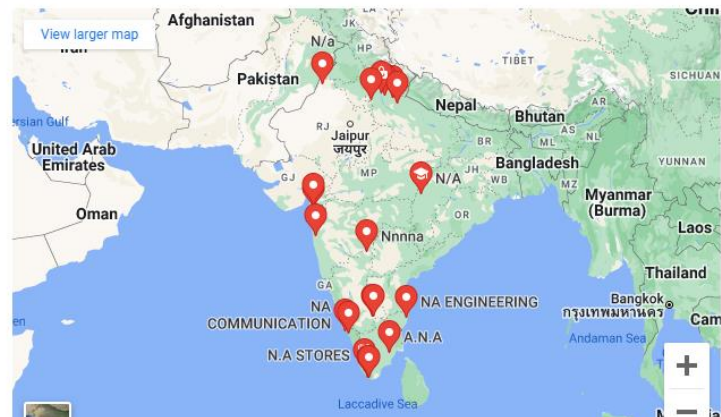 View larger map
Afghanistan
JK
HP
N/a
Pakistan
TIBET
SICHUAN
Nepal
Bhutan
AR
RJ
Jaipur
जयपुर
AS
NL
ersian Gulf
United Arab
Emirates
BR
ML
GJ
MP
N/A
JH
WB
Bangladesh
MZ
YUNNAN
Oman
Myanmar
(Burma)
OR
Laos
Nnnna
GA
NA
COMMUNICATION
NA ENGINEERING
Thailand
Bangkok
กรุงเทพมหานคร
Cam
A.N.A
N.A STORES
Andaman Sea
Laccadive Sea
+
−